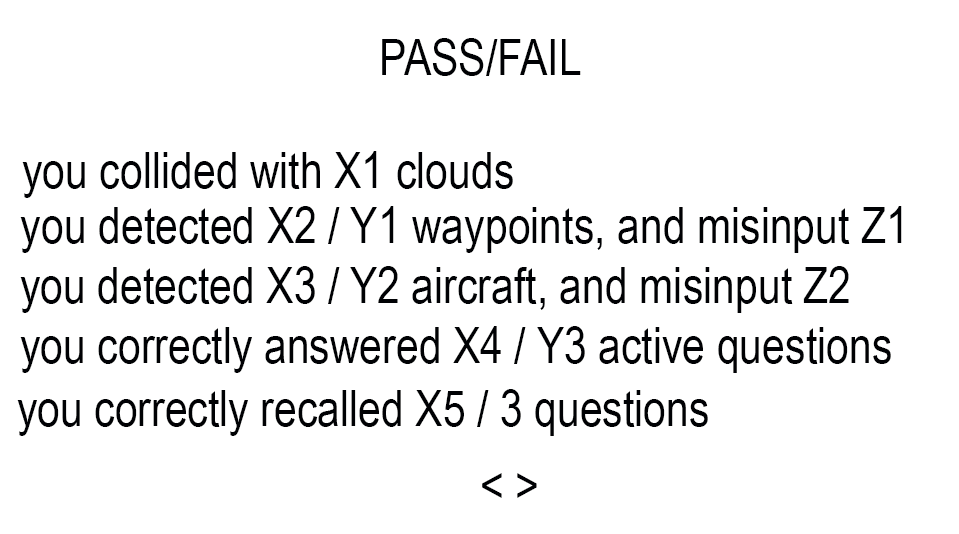 PASS/FAIL
you collided with X1 clouds
you detected X2 / Y1 waypoints, and misinput Z1
you detected X3 / Y2 aircraft, and misinput Z2
you correctly answered X4 / Y3 active questions
you correctly recalled X5 / 3 questions
< >